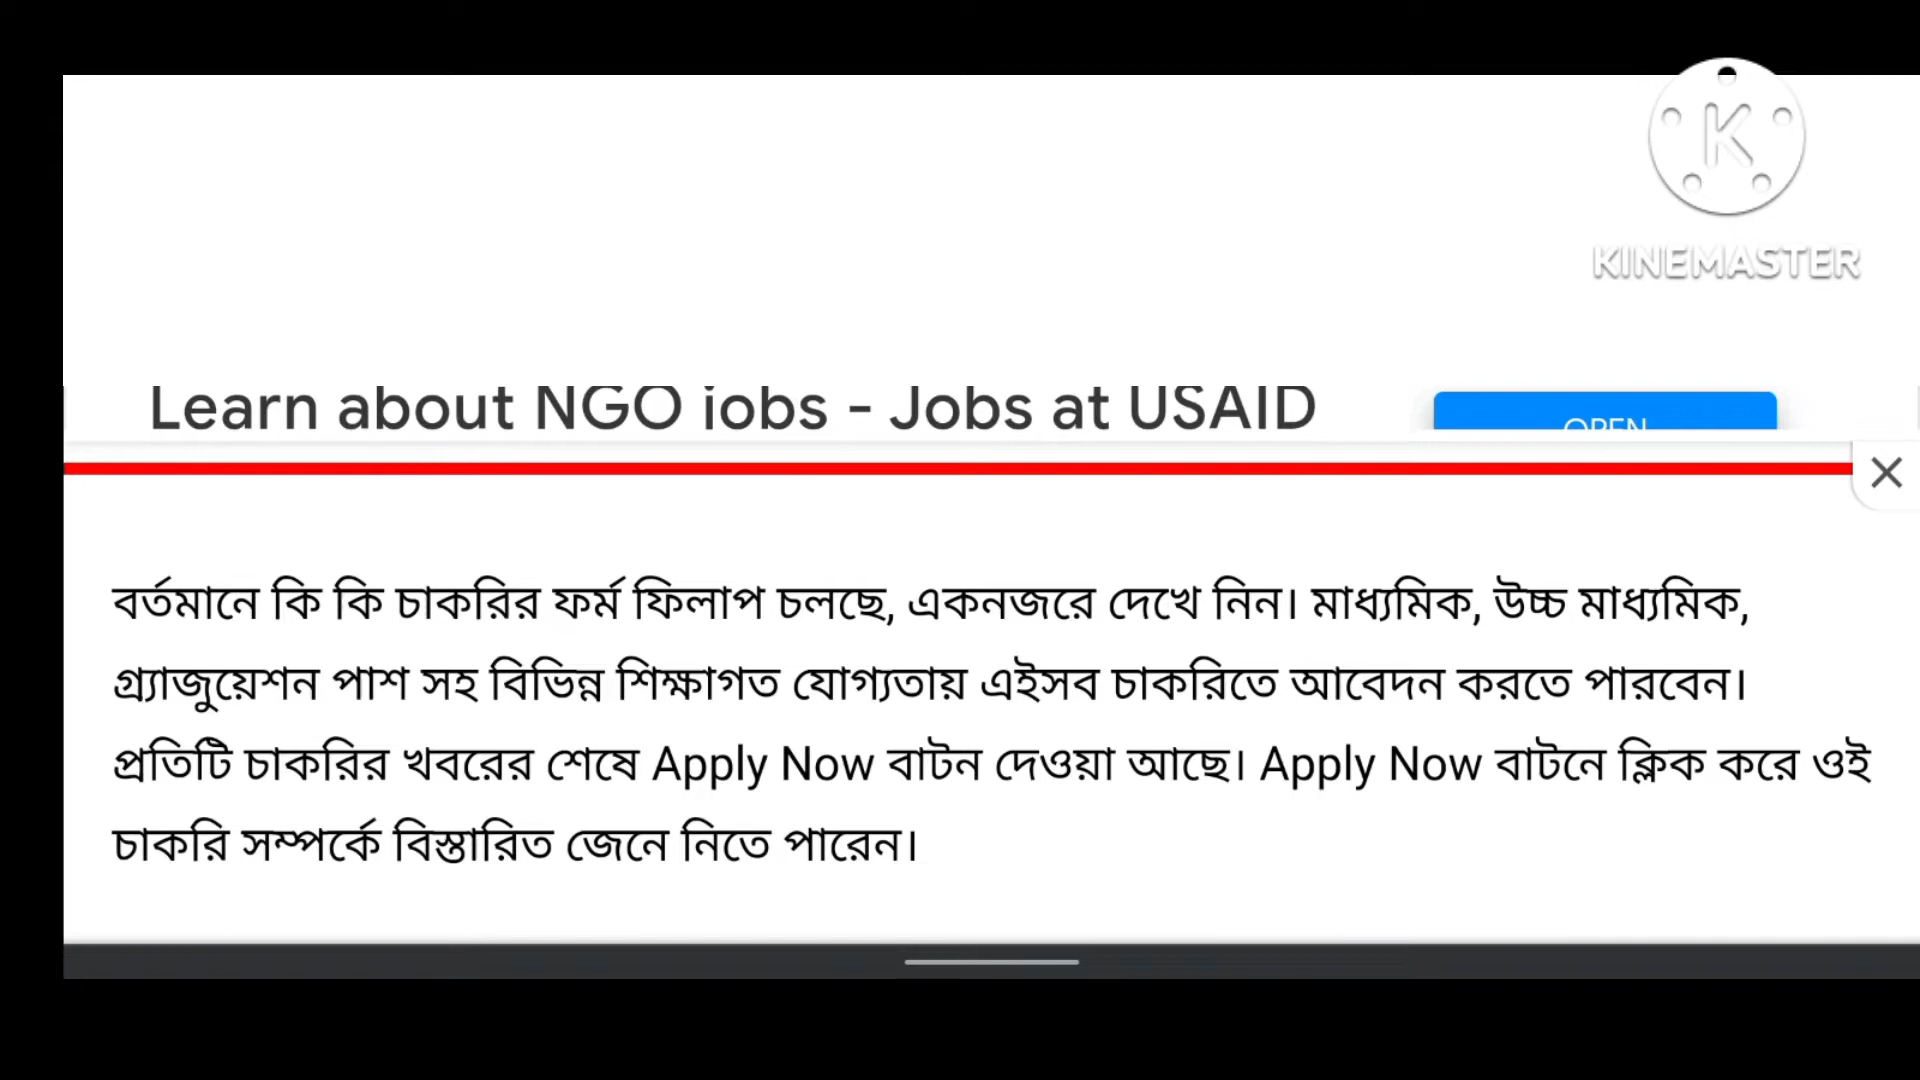 K
KINEMASTER
Learn about NGO jobs - Jobs at USAID
OPEN
বর্তমানে কি কি চাকরির ফর্ম ফিলাপ চলছে, একনজরে দেখে নিন। মাধ্যমিক, উচ্চ মাধ্যমিক,
গ্র্যাজুয়েশন পাশ সহ বিভিন্ন শিক্ষাগত যোগ্যতায় এইসব চাকরিতে আবেদন করতে পারবেন।
প্রতিটি চাকরির খবরের শেষে Apply Now বাটন দেওয়া আছে। Apply Now বাটনে ক্লিক করে ওই
চাকরি সম্পর্কে বিস্তারিত জেনে নিতে পারেন।